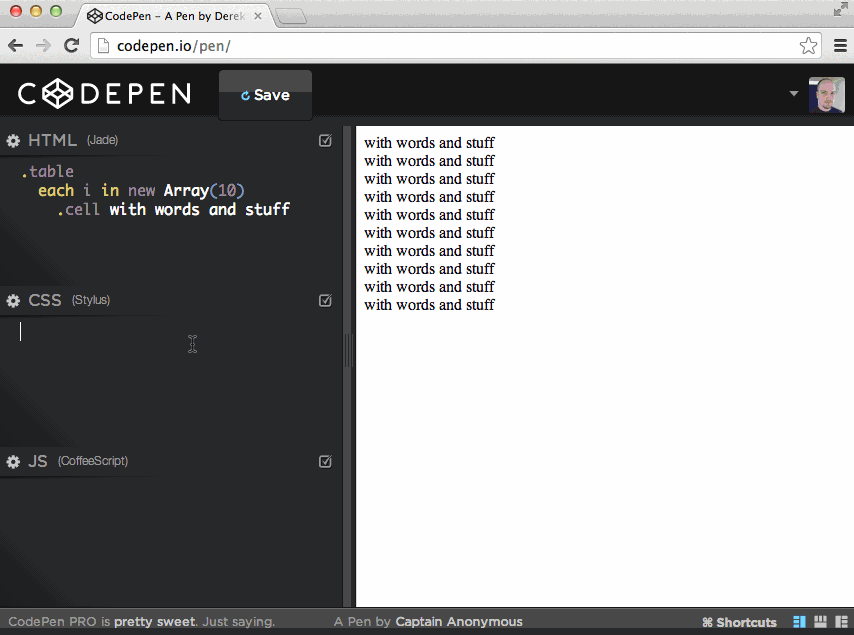 CodePen - A Pen by Derek
codepen.io/pen/
CODEPEN
Save
HTML (Jade)
.table
each i in new Array(10)
.cell with words and stuff
CSS (Stylus)
JS (CoffeeScript)
with words and stuff
with words and stuff
with words and stuff
with words and stuff
with words and stuff
with words and stuff
with words and stuff
with words and stuff
with words and stuff
with words and stuff
CodePen PRO is pretty sweet. Just saying.
A Pen by Captain Anonymous
⌘ Shortcuts